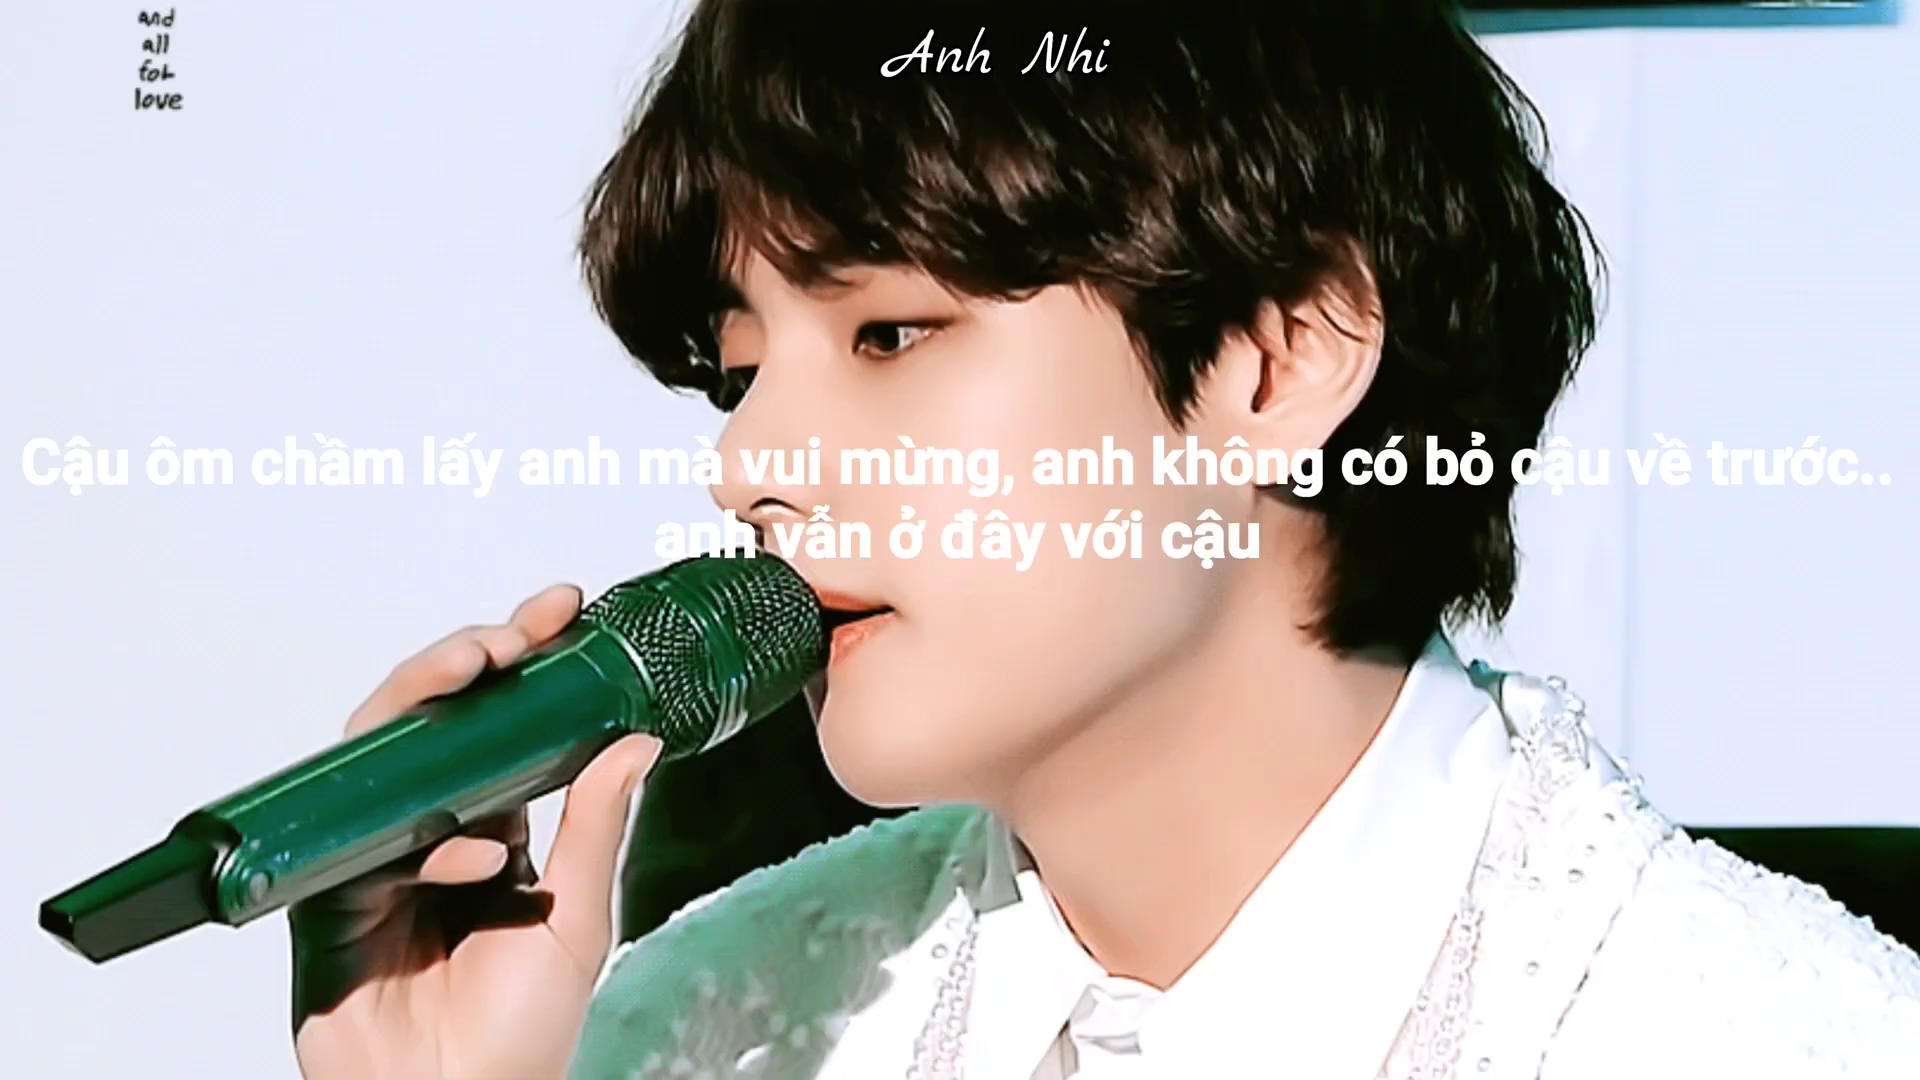 and
all
for
love
Anh Nhi
Cậu ôm chầm lấy anh mà vui mừng, anh không có bỏ cậu về trước..
anh vẫn ở đây với cậu